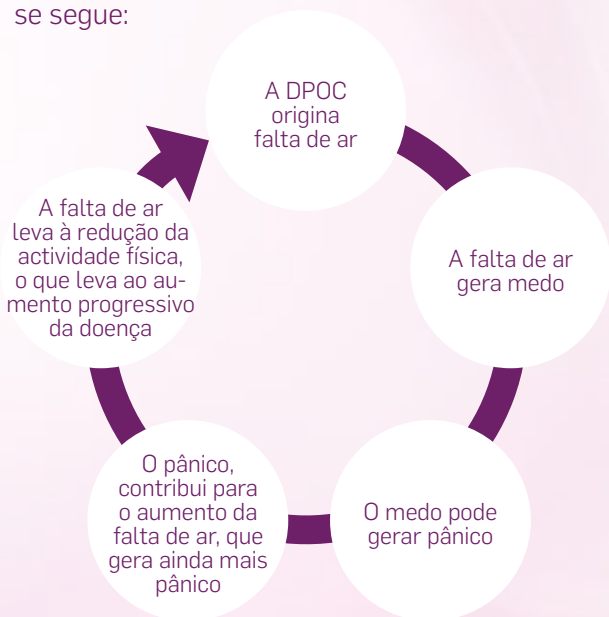 se segue:
A DPOC
origina
falta de ar
A falta de ar
gera medo
O medo pode
gerar pânico
O pânico,
contribui para
o aumento da
falta de ar, que
gera ainda mais
pânico
A falta de ar
leva à redução da
actividade física,
o que leva ao au-
mento progressivo
da doença